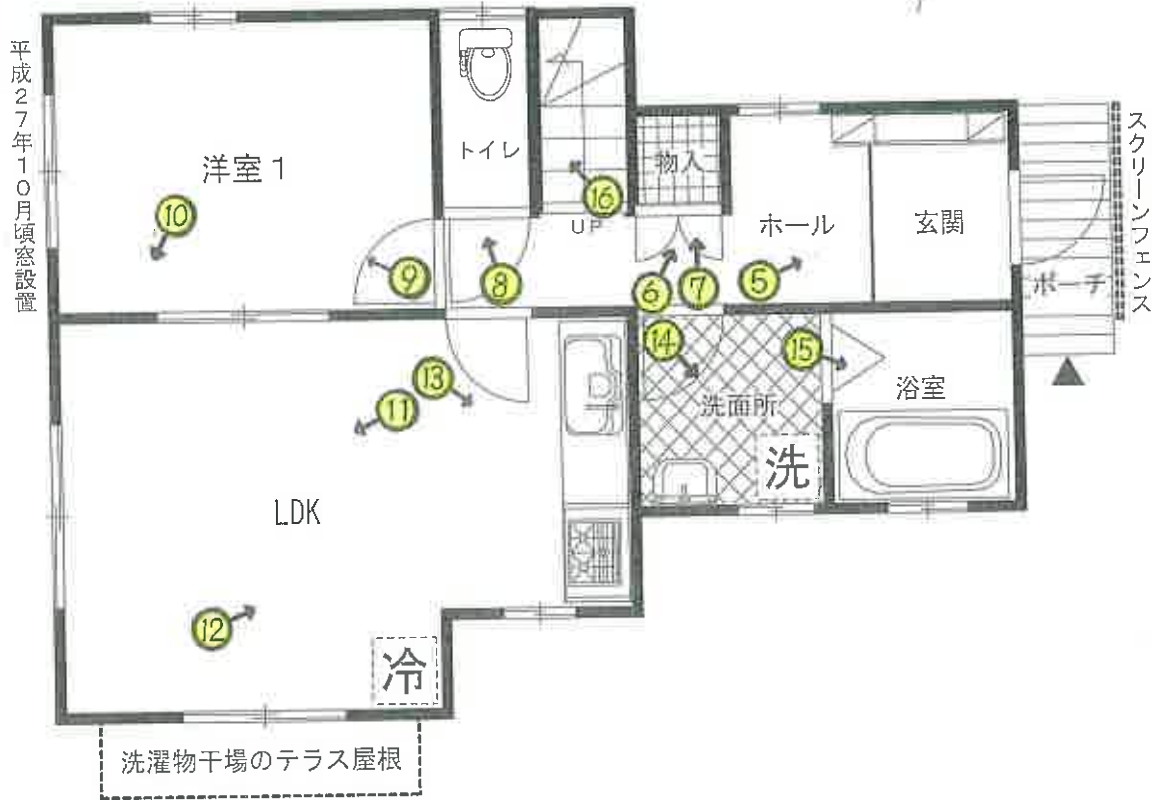 平成27年10月頃窓設置
洋室1
トイレ
物入
ホール
玄関
スクリーンフェンス
UP
ポーチ
⑯
⑩
⑨
⑧
⑥
⑦
⑤
⑭
⑮
⑬
⑪
洗面所
浴室
洗
LDK
⑫
冷
洗濯物干場のテラス屋根